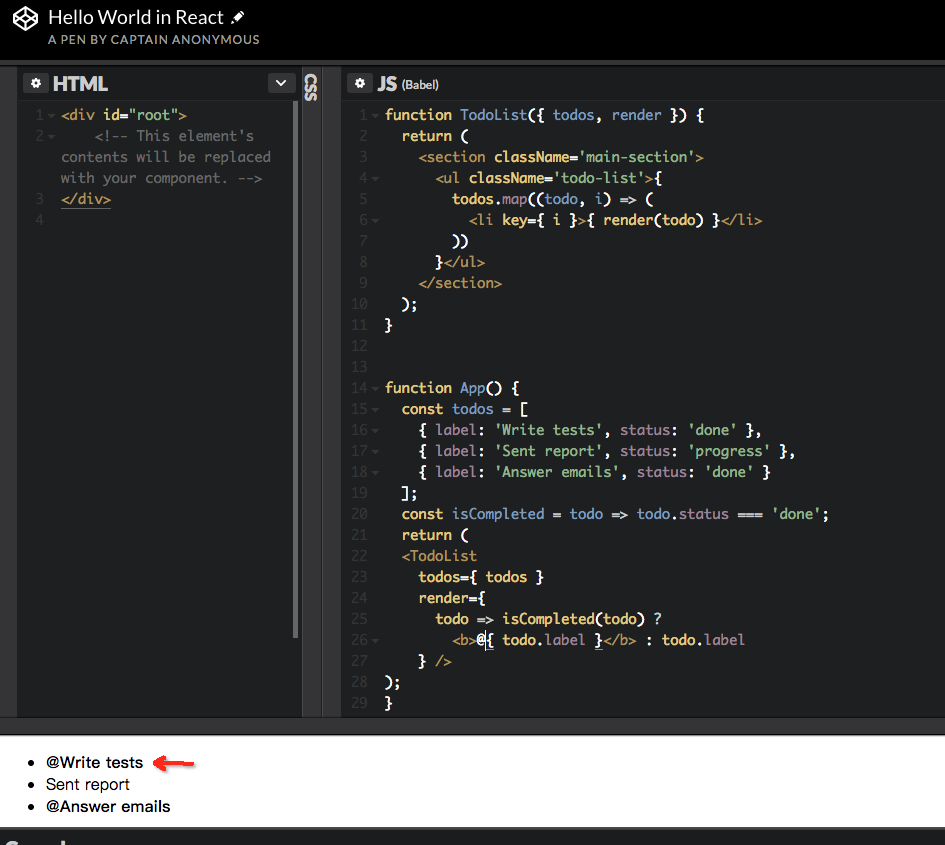 Hello World in React
A PEN BY CAPTAIN ANONYMOUS
HTML
1 <div id="root">
2 <!-- This element's
contents will be replaced
with your component. -->
3 </div>
4
CSS
JS (Babel)
1 function TodoList({ todos, render }) {
2 return (
3 <section className='main-section'>
4 <ul className='todo-list'>{
5 todos.map((todo, i) => (
6 <li key={ i }>{ render(todo) }</li>
7 ))
8 }</ul>
9 </section>
10 );
11 }
12
13
14 function App() {
15 const todos = [
16 { label: 'Write tests', status: 'done' },
17 { label: 'Sent report', status: 'progress' },
18 { label: 'Answer emails', status: 'done' }
19 ];
20 const isCompleted = todo => todo.status === 'done';
21 return (
22 <TodoList
23 todos={ todos }
24 render={
25 todo => isCompleted(todo) ?
26 <b>@{ todo.label }</b> : todo.label
27 } />
28 );
29 }
• @Write tests
• Sent report
• @Answer emails